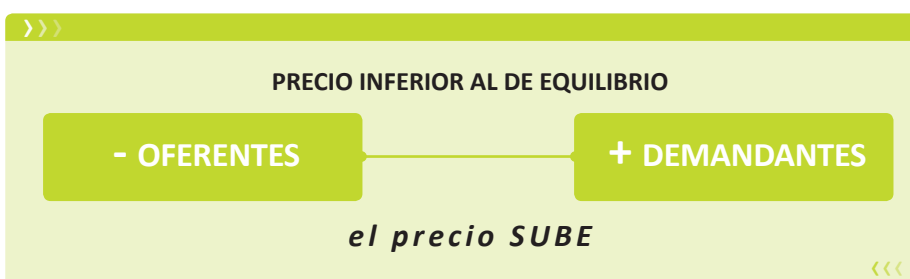 PRECIO INFERIOR AL DE EQUILIBRIO
- OFERENTES
+ DEMANDANTES
el precio SUBE